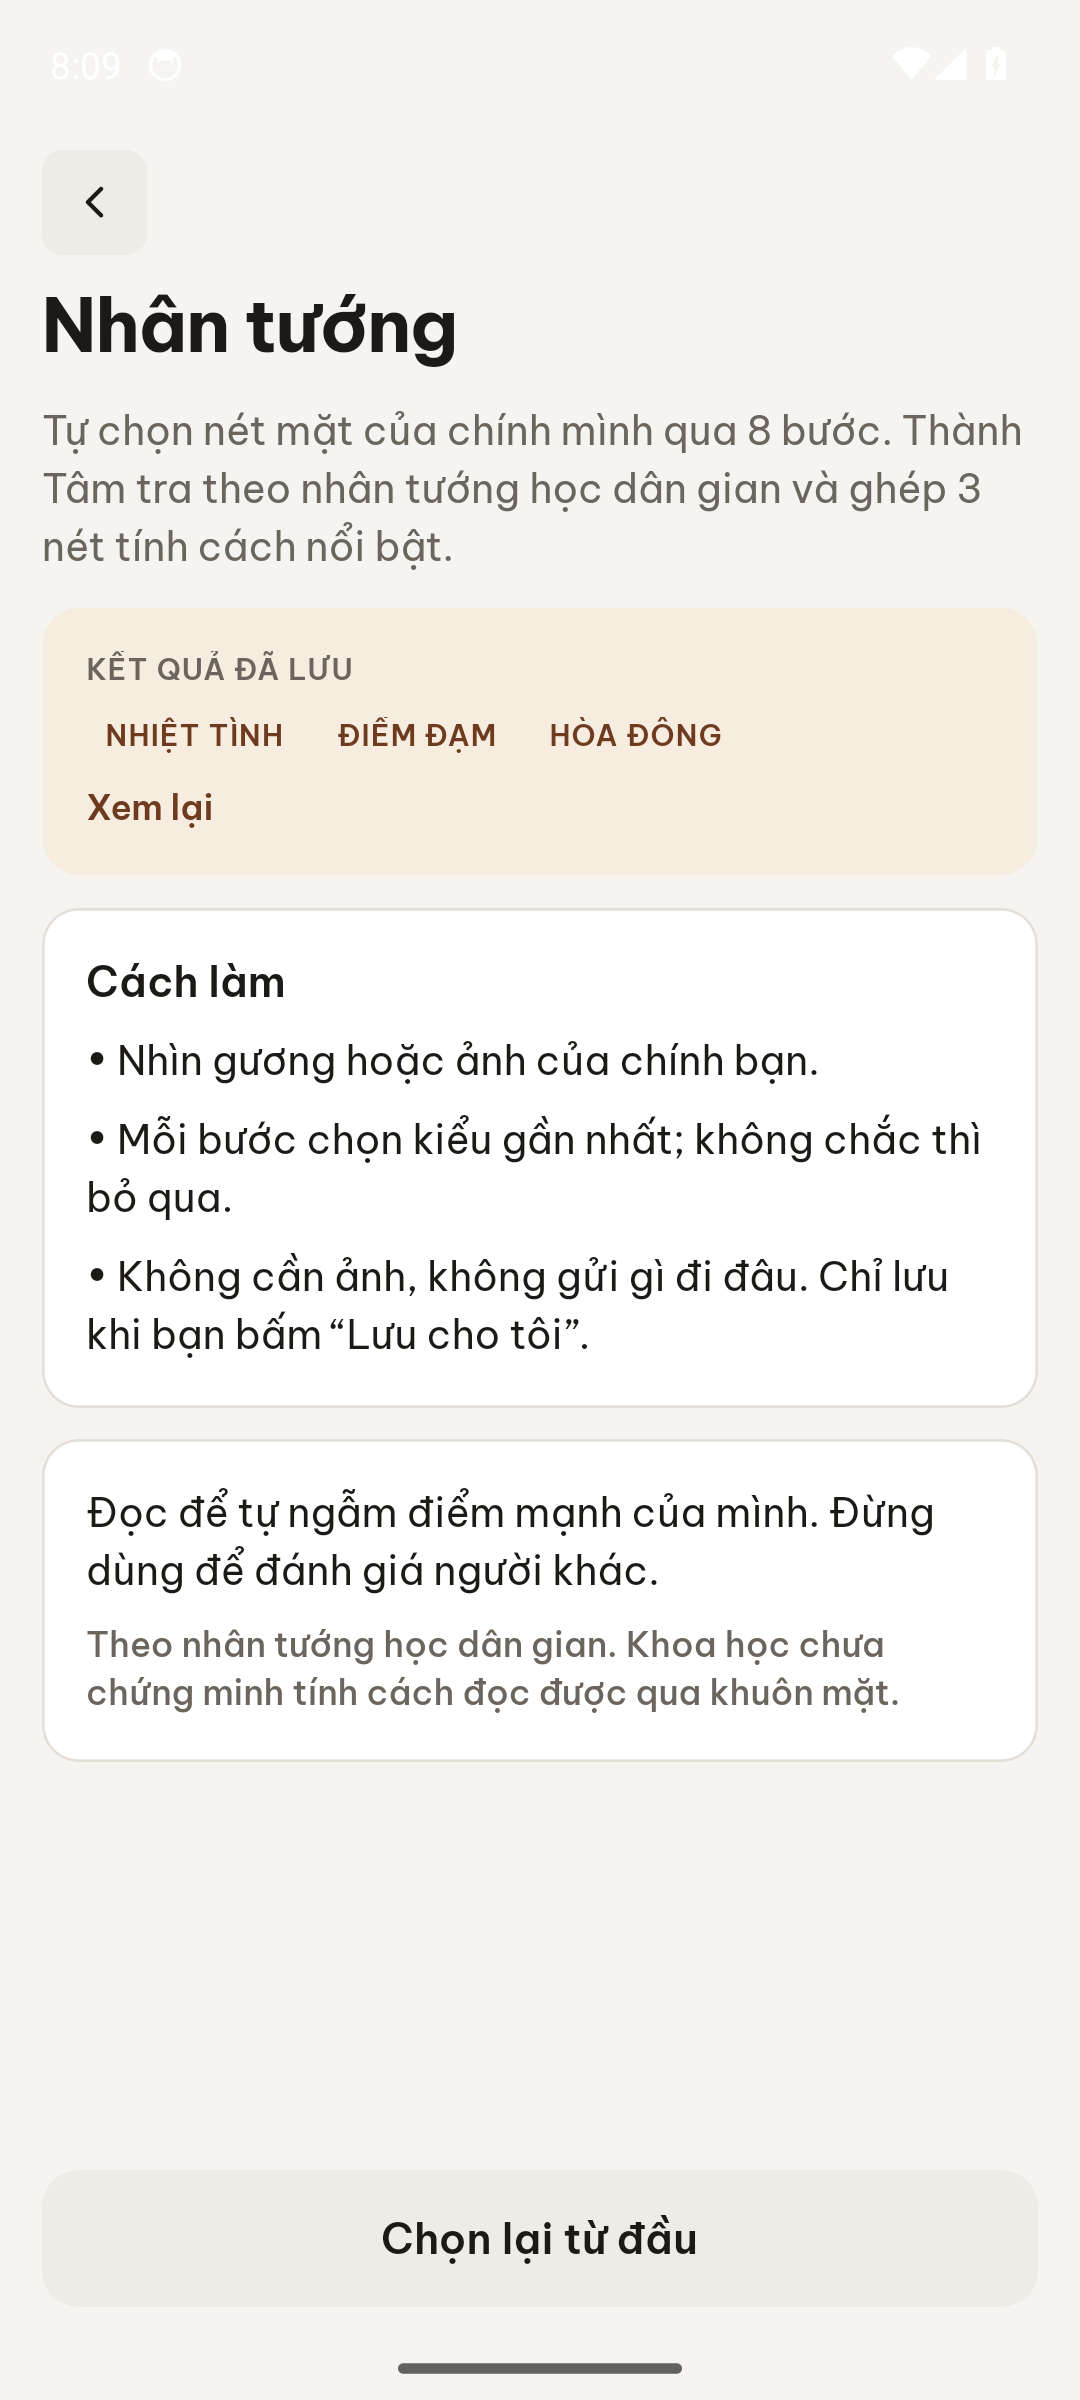 8:09
Nhân tướng
Tự chọn nét mặt của chính mình qua 8 bước. Thành
Tâm tra theo nhân tướng học dân gian và ghép 3
nét tính cách nổi bật.
KẾT QUẢ ĐÃ LƯU
NHIỆT TÌNH ĐIỀM ĐẠM HÒA ĐỒNG
Xem lại
Cách làm
• Nhìn gương hoặc ảnh của chính bạn.
• Mỗi bước chọn kiểu gần nhất; không chắc thì
bỏ qua.
• Không cần ảnh, không gửi gì đi đâu. Chỉ lưu
khi bạn bấm “Lưu cho tôi”.
Đọc để tự ngẫm điểm mạnh của mình. Đừng
dùng để đánh giá người khác.
Theo nhân tướng học dân gian. Khoa học chưa
chứng minh tính cách đọc được qua khuôn mặt.
Chọn lại từ đầu